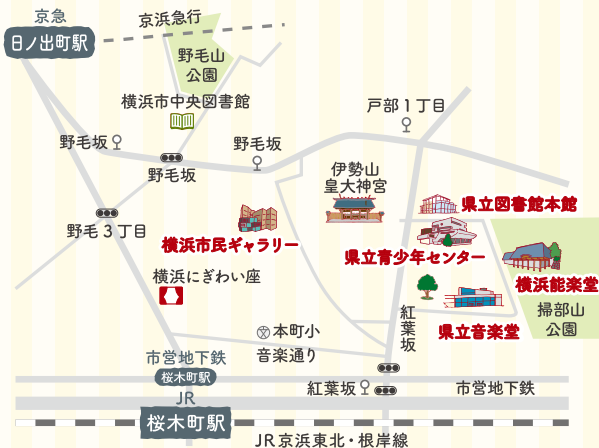 京急
日ノ出町駅
京浜急行
野毛山
公園
横浜市中央図書館
戸部1丁目
野毛坂
野毛坂
野毛坂
伊勢山
皇大神宮
県立図書館本館
野毛3丁目
横浜市民ギャラリー
県立青少年センター
横浜にぎわい座
横浜能楽堂
掃部山
公園
紅葉坂
県立音楽堂
文
本町小
音楽通り
市営地下鉄
桜木町駅
紅葉坂
市営地下鉄
JR
桜木町駅
JR京浜東北・根岸線